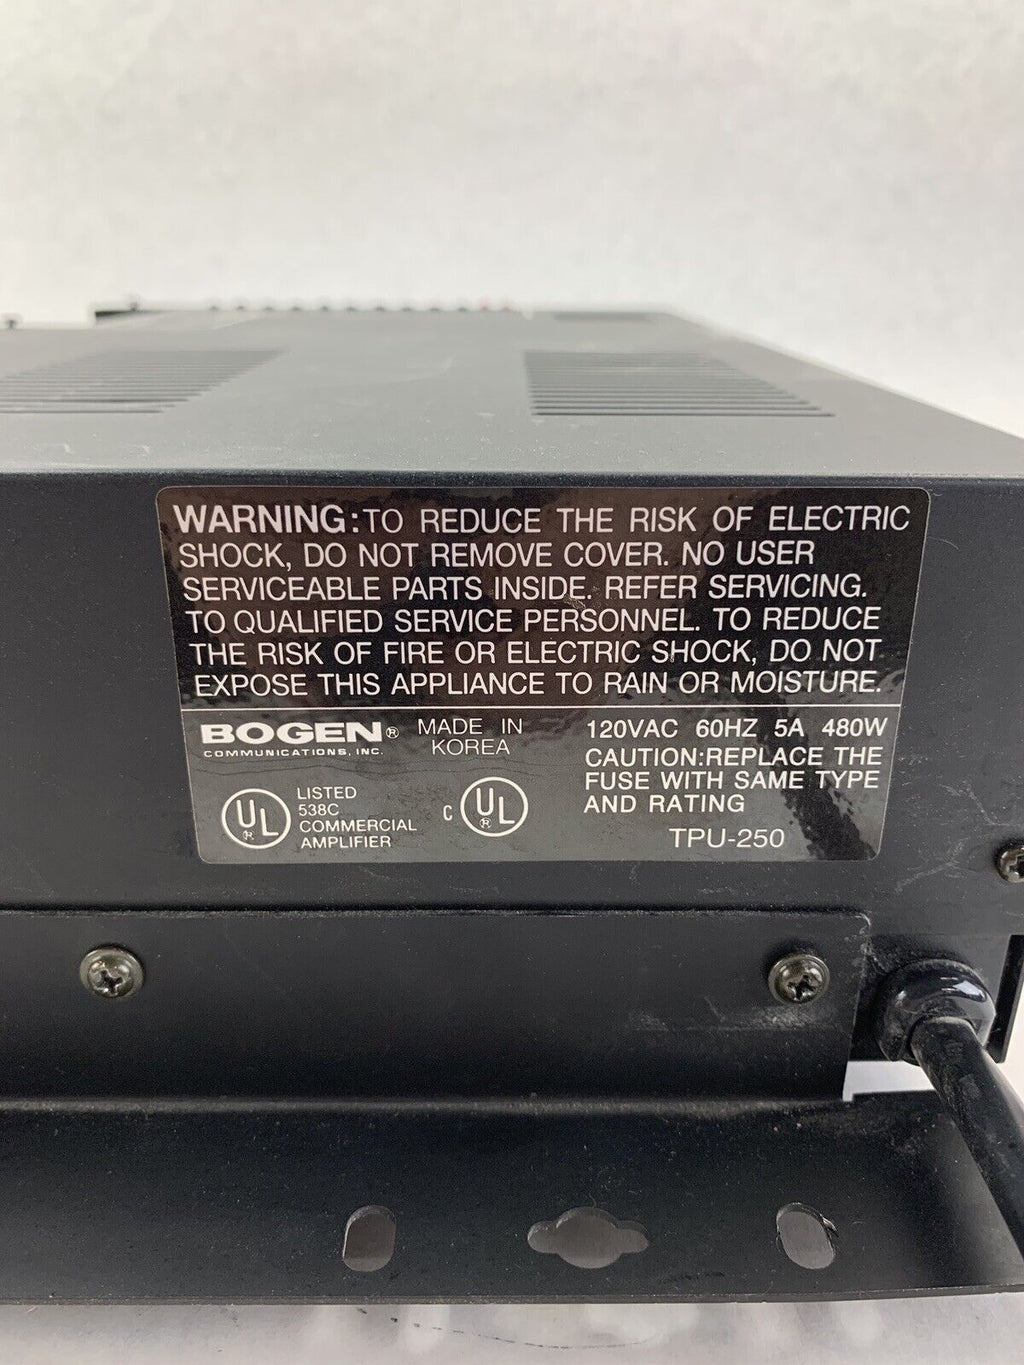 WARNING: TO REDUCE THE RISK OF ELECTRIC
SHOCK, DO NOT REMOVE COVER. NO USER
SERVICEABLE PARTS INSIDE. REFER SERVICING.
TO QUALIFIED SERVICE PERSONNEL. TO REDUCE
THE RISK OF FIRE OR ELECTRIC SHOCK, DO NOT
EXPOSE THIS APPLIANCE TO RAIN OR MOISTURE.
BOGEN®
COMMUNICATIONS, INC.
MADE IN
KOREA
UL ®
LISTED
538C
COMMERCIAL
AMPLIFIER
C UL ®
120VAC 60HZ 5A 480W
CAUTION:REPLACE THE
FUSE WITH SAME TYPE
AND RATING
TPU-250